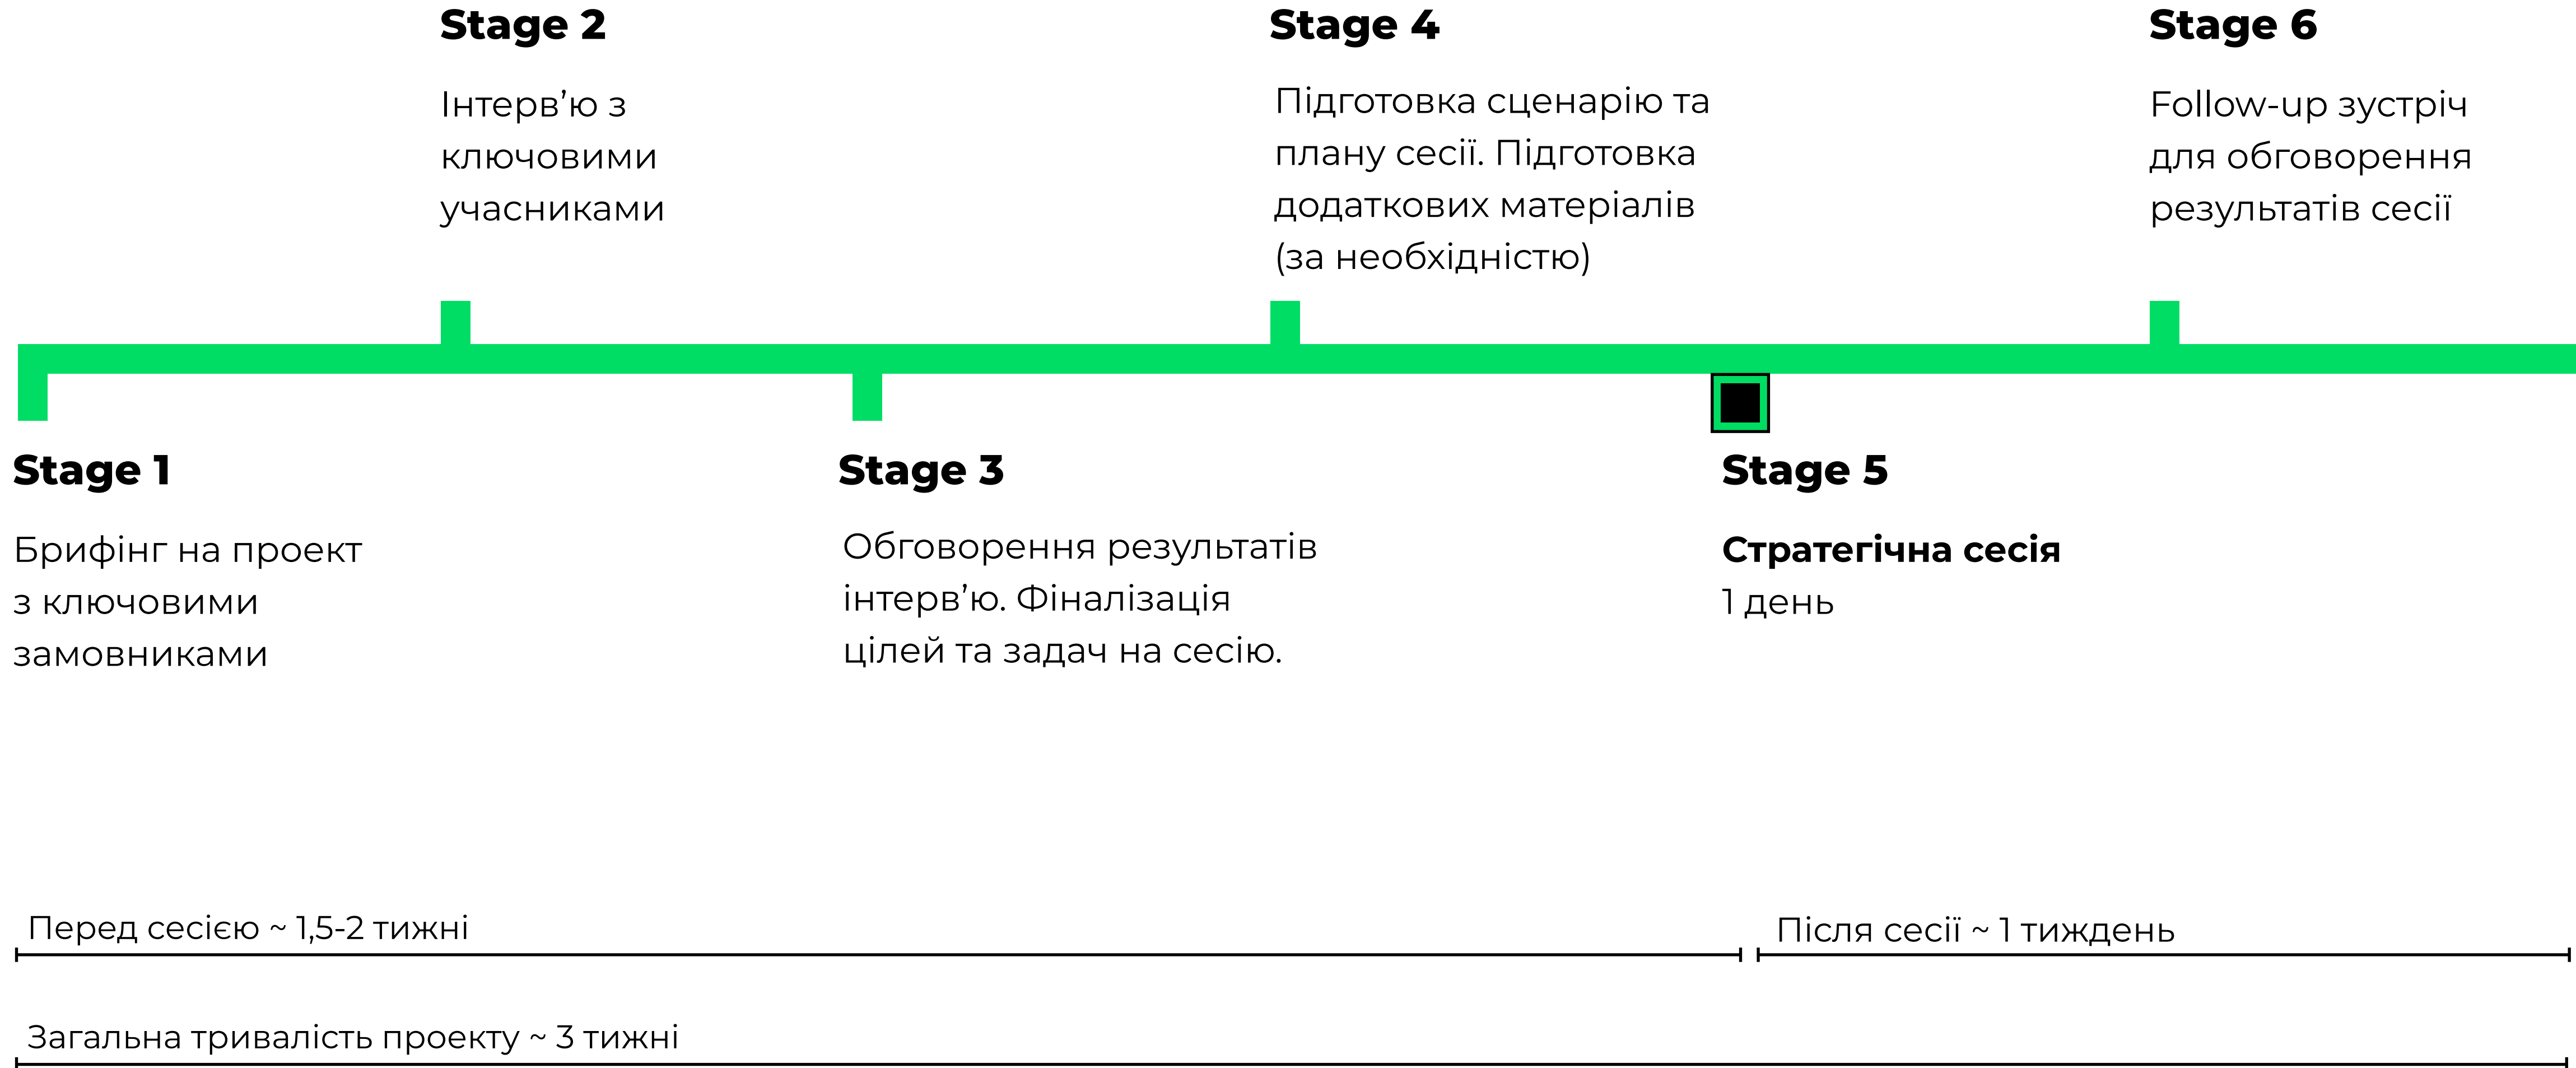 Stage 2
Інтерв’ю з
ключовими
учасниками
Stage 4
Підготовка сценарію та
плану сесії. Підготовка
додаткових матеріалів
(за необхідністю)
Stage 6
Follow-up зустріч
для обговорення
результатів сесії
Stage 1
Брифінг на проект
з ключовими
замовниками
Stage 3
Обговорення результатів
інтерв’ю. Фіналізація
цілей та задач на сесію.
Stage 5
Стратегічна сесія
1 день
Перед сесією ~ 1,5-2 тижні
Після сесії ~ 1 тиждень
Загальна тривалість проекту ~ 3 тижні